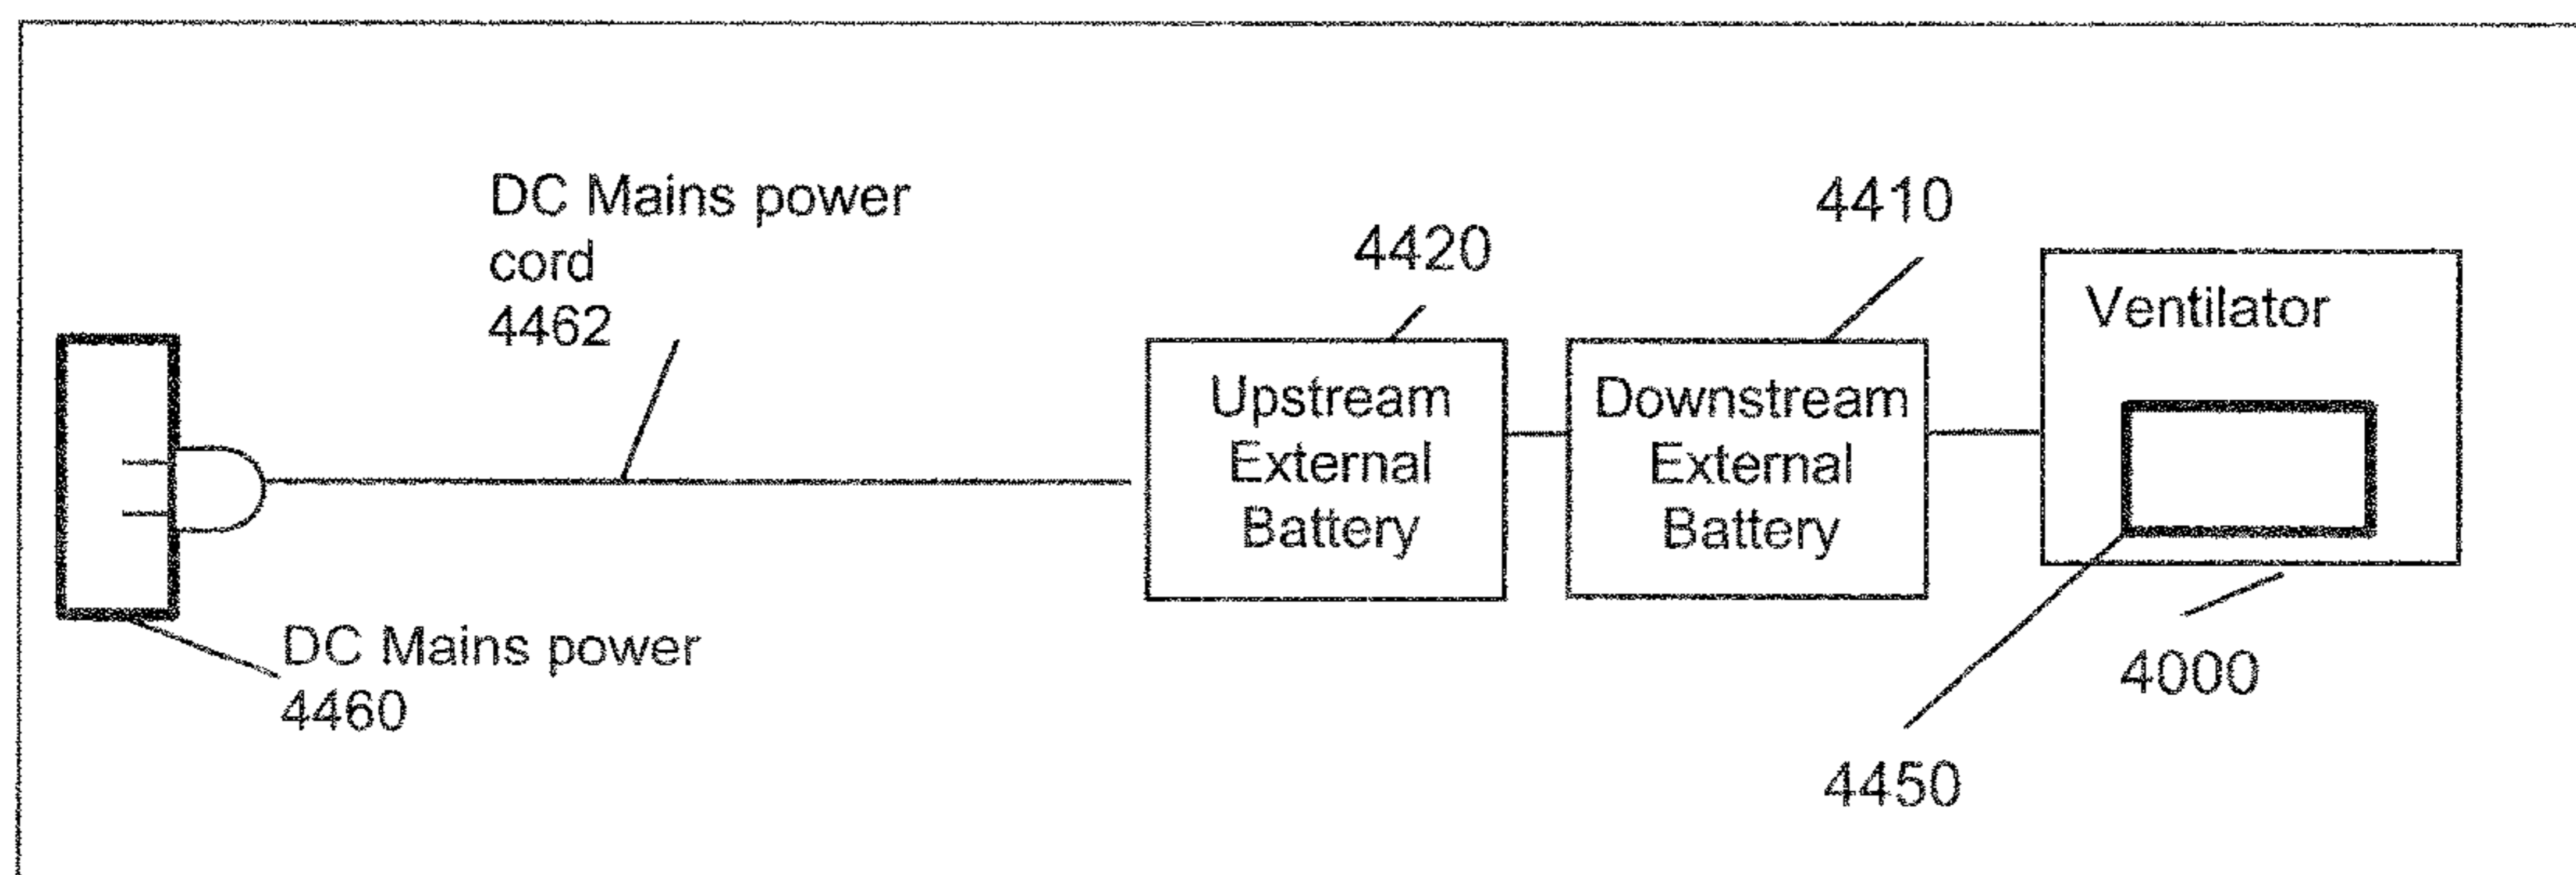 DC Mains power
cord
4462
4420
4410
Ventilator
Upstream
External
Battery
Downstream
External
Battery
DC Mains power
4460
4000
4450